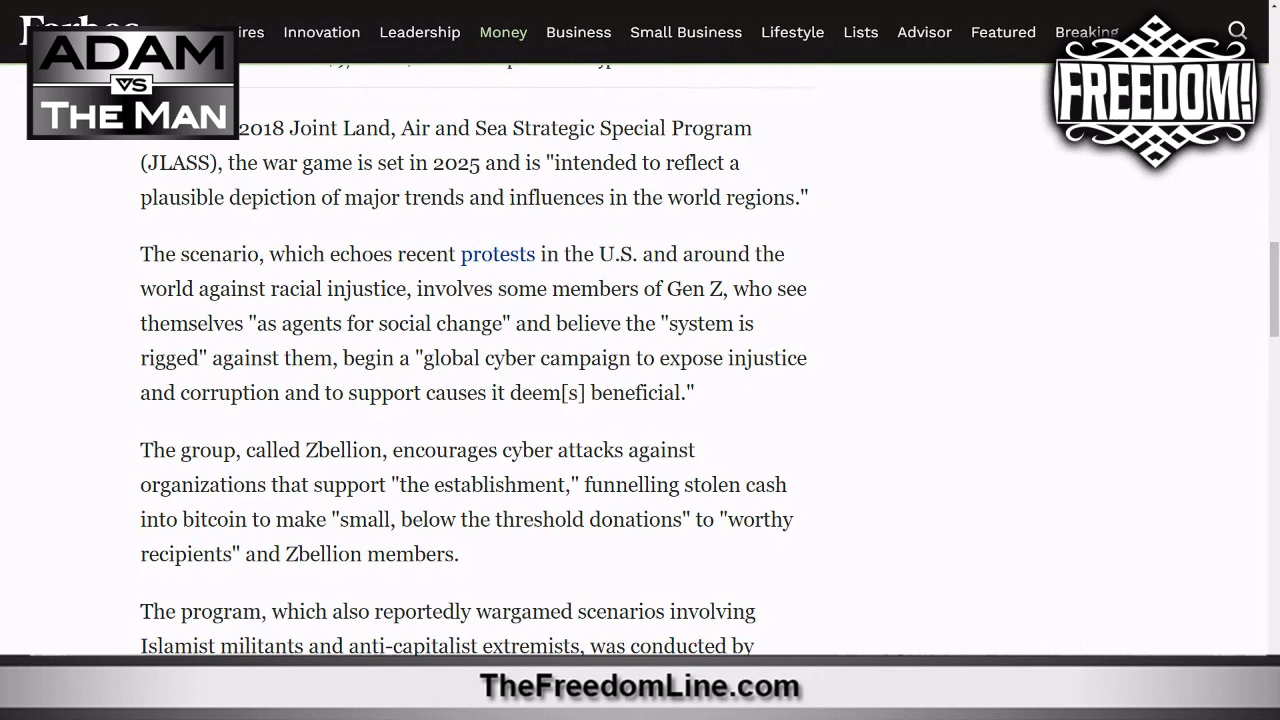 Forbes
ires Innovation Leadership Money Business Small Business Lifestyle Lists Advisor Featured Breaking
ADAM
VS
THE MAN
FREEDOM!
2018 Joint Land, Air and Sea Strategic Special Program
(JLASS), the war game is set in 2025 and is "intended to reflect a
plausible depiction of major trends and influences in the world regions."
The scenario, which echoes recent protests in the U.S. and around the
world against racial injustice, involves some members of Gen Z, who see
themselves "as agents for social change" and believe the "system is
rigged" against them, begin a "global cyber campaign to expose injustice
and corruption and to support causes it deem[s] beneficial."
The group, called Zbellion, encourages cyber attacks against
organizations that support "the establishment," funnelling stolen cash
into bitcoin to make "small, below the threshold donations" to "worthy
recipients" and Zbellion members.
The program, which also reportedly wargamed scenarios involving
Islamist militants and anti-capitalist extremists, was conducted by
TheFreedomLine.com